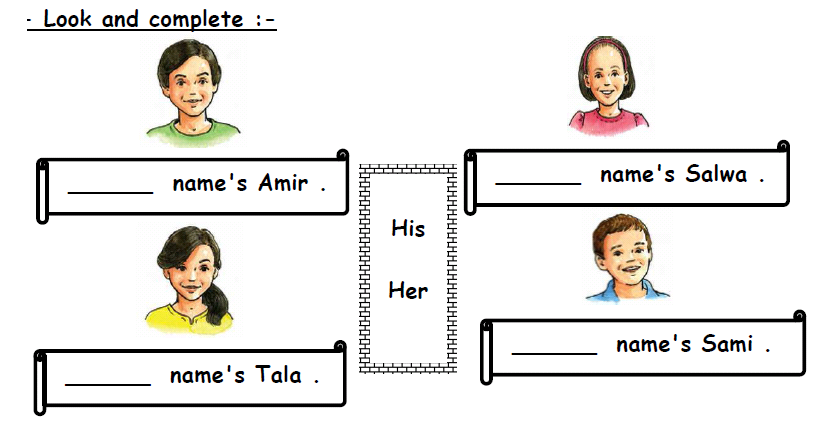 - Look and complete :-
_______ name's Amir .
_______ name's Salwa .
His
Her
_______ name's Tala .
_______ name's Sami .